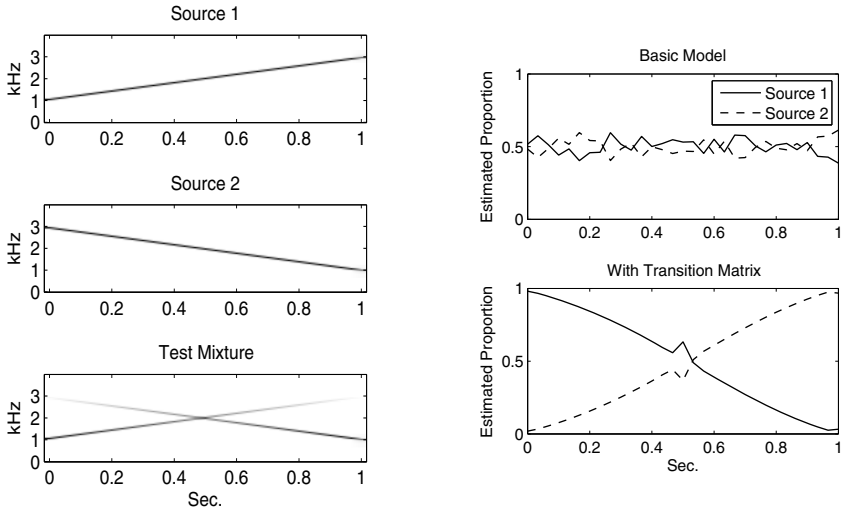 Source 1
kHz
3
2
1
0
0 0.2 0.4 0.6 0.8 1
Source 2
kHz
3
2
1
0
0 0.2 0.4 0.6 0.8 1
Test Mixture
kHz
3
2
1
0
0 0.2 0.4 0.6 0.8 1
Sec.
Basic Model
Estimated Proportion
1
0.5
0
Source 1
Source 2
0 0.2 0.4 0.6 0.8 1
With Transition Matrix
Estimated Proportion
1
0.5
0
0 0.2 0.4 0.6 0.8 1
Sec.